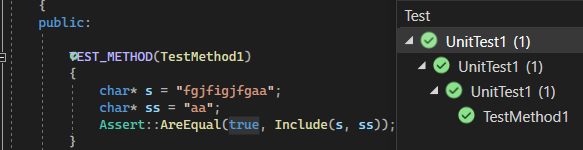 {
public:
TEST_METHOD(TestMethod1)
{
char* s = "fgjfigjfgaa";
char* ss = "aa";
Assert::AreEqual(true, Include(s, ss));
}
Test
UnitTest1 (1)
UnitTest1 (1)
UnitTest1 (1)
TestMethod1